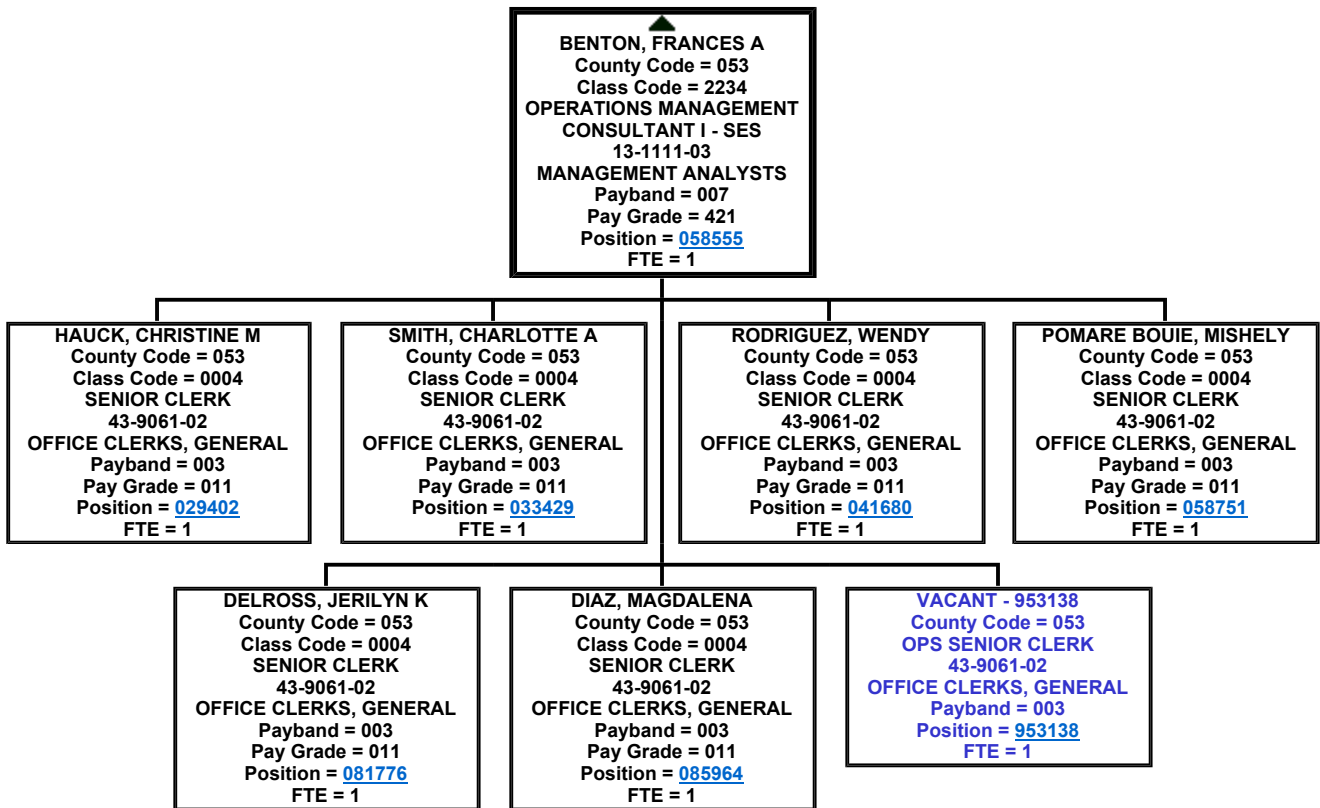 BENTON, FRANCES A
County Code = 053
Class Code = 2234
OPERATIONS MANAGEMENT
CONSULTANT I - SES
13-1111-03
MANAGEMENT ANALYSTS
Payband = 007
Pay Grade = 421
Position = 058555
FTE = 1
HAUCK, CHRISTINE M
County Code = 053
Class Code = 0004
SENIOR CLERK
43-9061-02
OFFICE CLERKS, GENERAL
Payband = 003
Pay Grade = 011
Position = 029402
FTE = 1
SMITH, CHARLOTTE A
County Code = 053
Class Code = 0004
SENIOR CLERK
43-9061-02
OFFICE CLERKS, GENERAL
Payband = 003
Pay Grade = 011
Position = 033429
FTE = 1
RODRIGUEZ, WENDY
County Code = 053
Class Code = 0004
SENIOR CLERK
43-9061-02
OFFICE CLERKS, GENERAL
Payband = 003
Pay Grade = 011
Position = 041680
FTE = 1
POMARE BOUIE, MISHELY
County Code = 053
Class Code = 0004
SENIOR CLERK
43-9061-02
OFFICE CLERKS, GENERAL
Payband = 003
Pay Grade = 011
Position = 058751
FTE = 1
DELROSS, JERILYN K
County Code = 053
Class Code = 0004
SENIOR CLERK
43-9061-02
OFFICE CLERKS, GENERAL
Payband = 003
Pay Grade = 011
Position = 081776
FTE = 1
DIAZ, MAGDALENA
County Code = 053
Class Code = 0004
SENIOR CLERK
43-9061-02
OFFICE CLERKS, GENERAL
Payband = 003
Pay Grade = 011
Position = 085964
FTE = 1
VACANT - 953138
County Code = 053
OPS SENIOR CLERK
43-9061-02
OFFICE CLERKS, GENERAL
Payband = 003
Position = 953138
FTE = 1